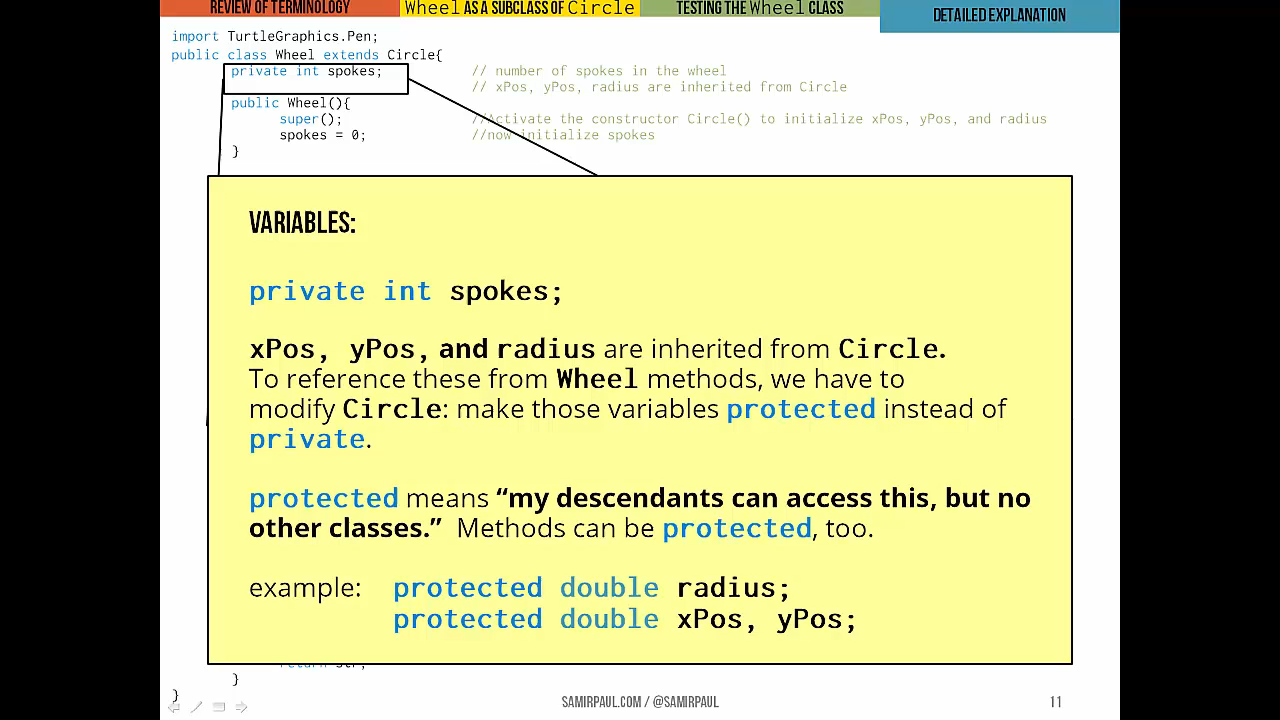 REVIEW OF TERMINOLOGY
Wheel AS A SUBCLASS OF Circle
TESTING THE Wheel CLASS
DETAILED EXPLANATION
import TurtleGraphics.Pen;
public class Wheel extends Circle{
private int spokes; // number of spokes in the wheel
// xPos, yPos, radius are inherited from Circle
public Wheel(){
super(); //Activate the constructor Circle() to initialize xPos, yPos, and radius
spokes = 0; //now initialize spokes
}
VARIABLES:
private int spokes;
xPos, yPos, and radius are inherited from Circle.
To reference these from Wheel methods, we have to
modify Circle: make those variables protected instead of
private.
protected means “my descendants can access this, but no
other classes.” Methods can be protected, too.
example: protected double radius;
protected double xPos, yPos;
}
}
SAMIRPAUL.COM / @SAMIRPAUL
11